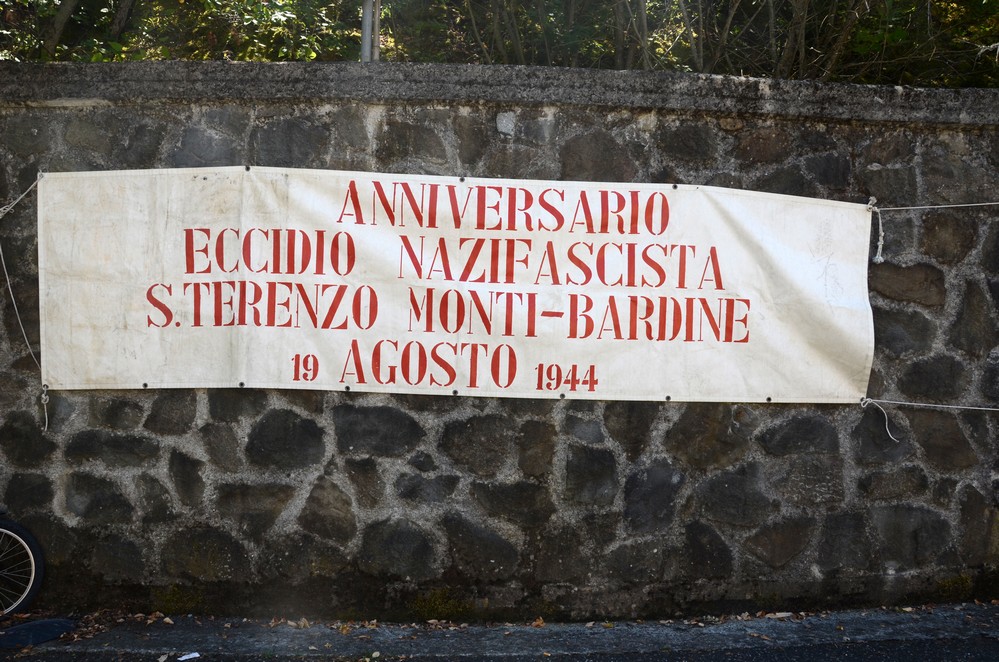 ANNIVERSARIO
ECCIDIO NAZIFASCISTA
S.TERENZO MONTI-BARDINE
19 AGOSTO 1944